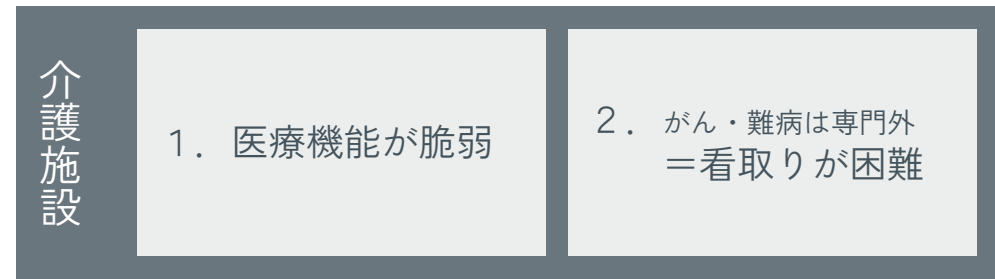 介護施設
１．医療機能が脆弱
２．がん・難病は専門外
＝看取りが困難